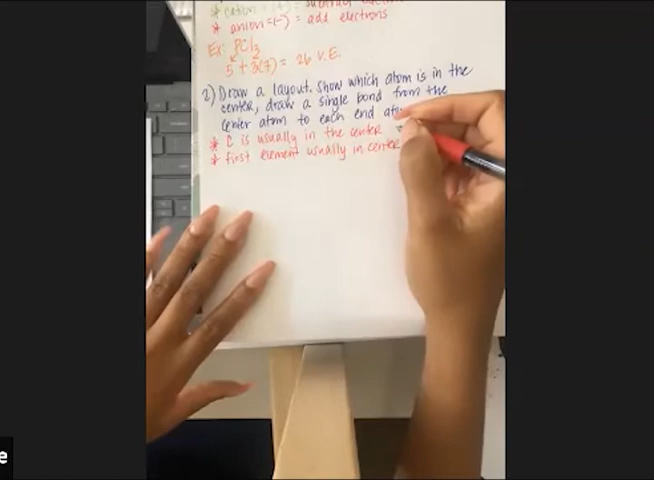 * cation = (+) = subtract
* anion = (-) = add electrons
Ex: PCl3
5 + 3(7) = 26 V.E.
2) Draw a layout. Show which atom is in the
center, draw a single bond from the
center atom to each end
* C is usually in the center
* first element usually in center
e